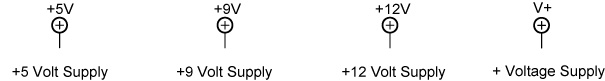 +5V +9V +12V V+
+5 Volt Supply +9 Volt Supply +12 Volt Supply + Voltage Supply